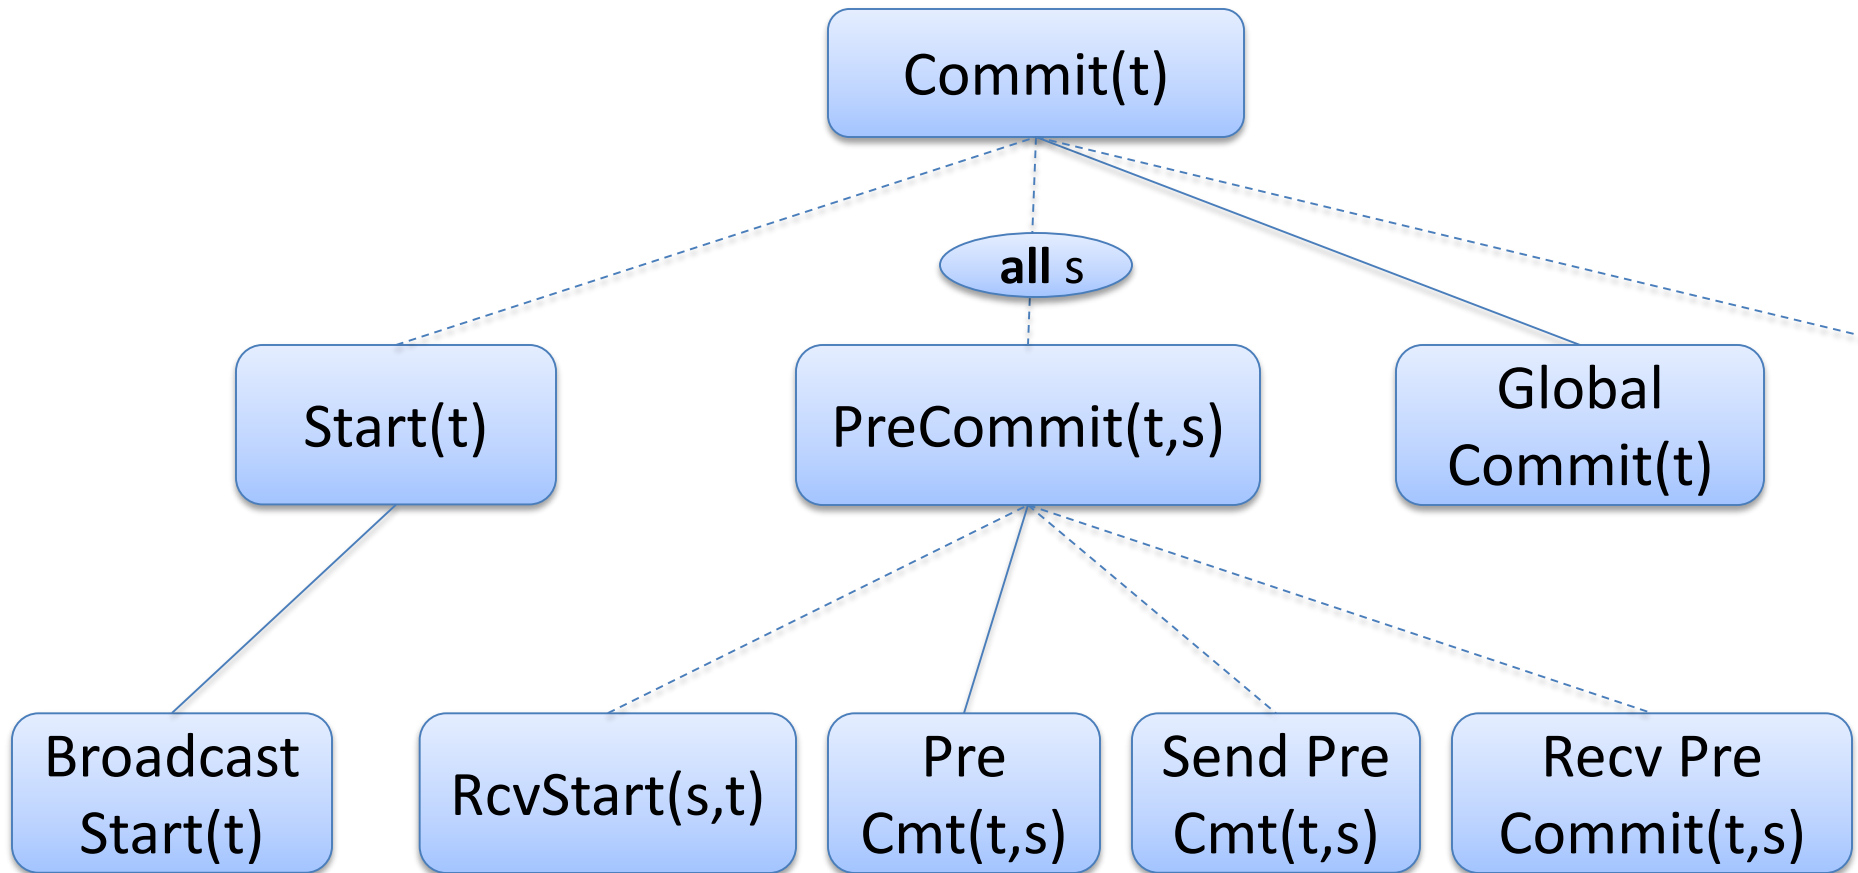 Commit(t)
all s
Start(t)
PreCommit(t,s)
Global
Commit(t)
Broadcast
Start(t)
RcvStart(s,t)
Pre
Cmt(t,s)
Send Pre
Cmt(t,s)
Recv Pre
Commit(t,s)